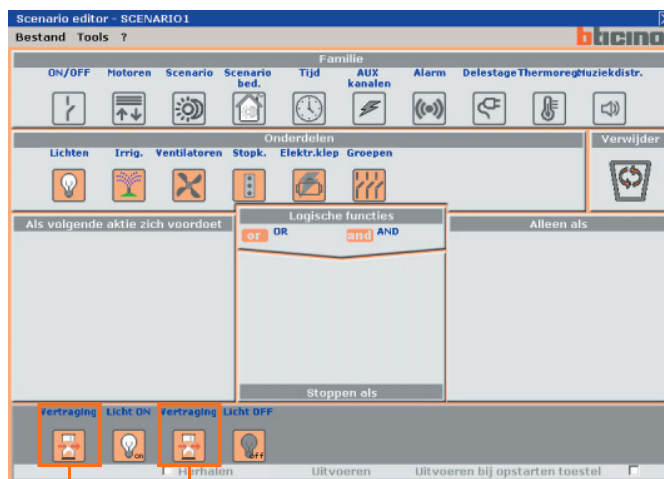 Scenario editor - SCENARIO1
Bestand Tools ?
bticino
Familie
ON/OFF Motoren Scenario Scenario bed. Tijd AUX kanalen Alarm Delestage Thermoreg Muziekdistr.
Onderdelen
Verwijder
Lichten Irrig. Ventilatoren Stopk. Elektr.klep Groepen
Als volgende aktie zich voordoet
Logische functies
Alleen als
or OR and AND
Stoppen als
Vertraging Licht ON Vertraging Licht OFF
on
off
Herhalen Uitvoeren Uitvoeren bij opstarten toestel